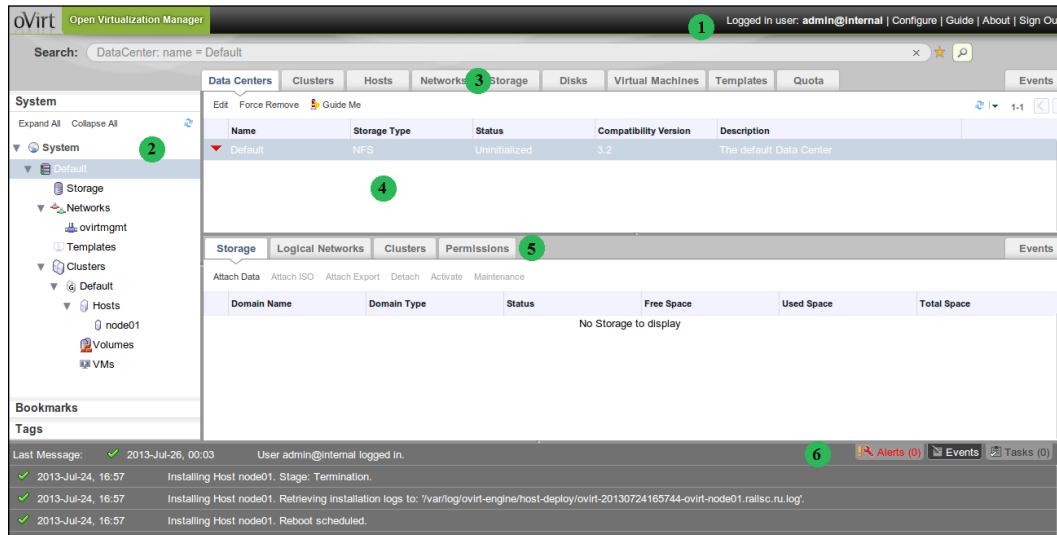 oVirt Open Virtualization Manager
1 Logged in user: admin@internal | Configure | Guide | About | Sign Ou
Search: DataCenter: name = Default ×
Data Centers Clusters Hosts Networks 3 Storage Disks Virtual Machines Templates Quota Events
System
Edit Force Remove Guide Me 1-1
Expand All Collapse All
Name Storage Type Status Compatibility Version Description
System 2
Default NFS Uninitialized 3.2 The default Data Center
Default
Storage
4
Networks
ovirtmgmt
Templates
Storage Logical Networks Clusters Permissions 5 Events
Clusters
Attach Data Attach ISO Attach Export Detach Activate Maintenance
Default
Domain Name Domain Type Status Free Space Used Space Total Space
Hosts
No Storage to display
node01
Volumes
VMs
Bookmarks
Tags
Last Message: 2013-Jul-26, 00:03 User admin@internal logged in. 6 Alerts (0) Events Tasks (0)
2013-Jul-24, 16:57 Installing Host node01. Stage: Termination.
2013-Jul-24, 16:57 Installing Host node01. Retrieving installation logs to: '/var/log/ovirt-engine/host-deploy/ovirt-20130724165744-ovirt-node01.railsc.ru.log'.
2013-Jul-24, 16:57 Installing Host node01. Reboot scheduled.